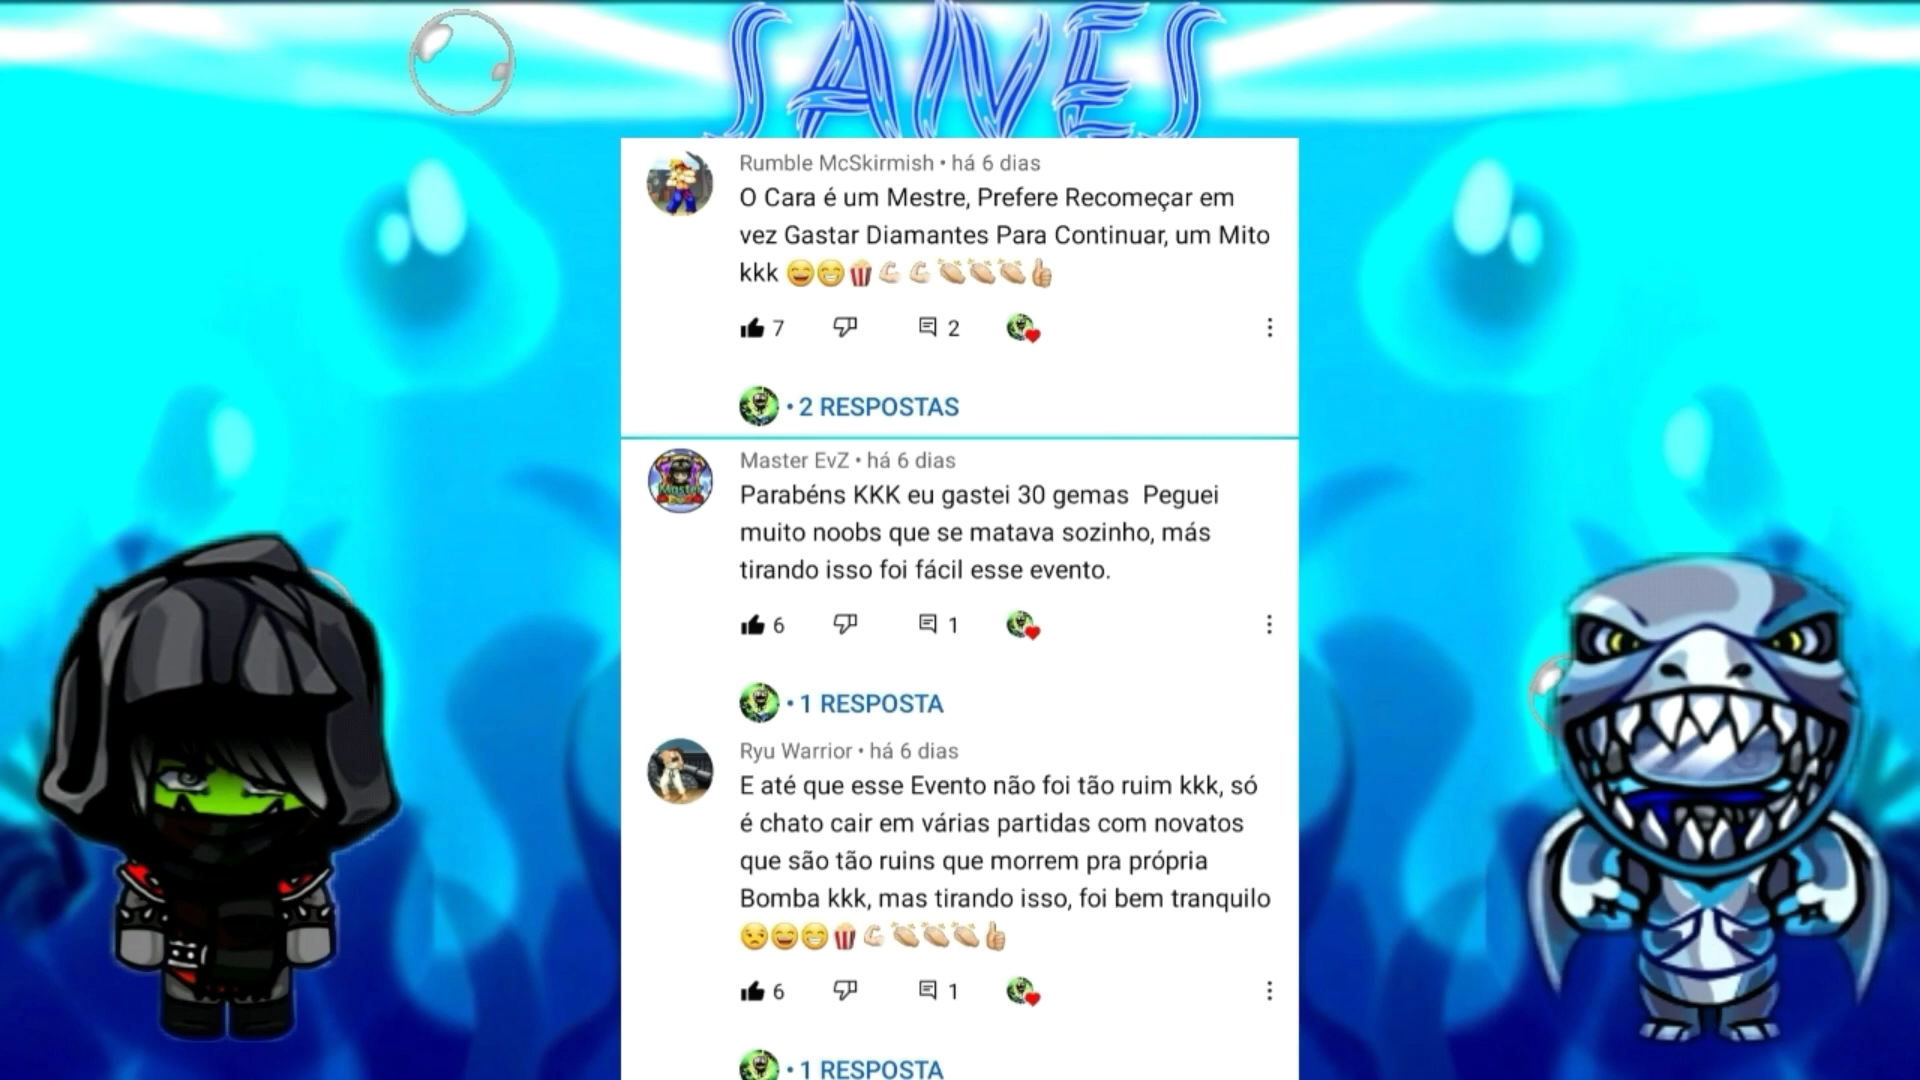 SANES
Rumble McSkirmish • há 6 dias
O Cara é um Mestre, Prefere Recomeçar em
vez Gastar Diamantes Para Continuar, um Mito
kkk 😄😁🍿💪🏻💪🏻👏🏻👏🏻👏🏻👍🏻
7 2
• 2 RESPOSTAS
Master EvZ • há 6 dias
Parabéns KKK eu gastei 30 gemas  Peguei
muito noobs que se matava sozinho, más
tirando isso foi fácil esse evento.
6 1
• 1 RESPOSTA
Ryu Warrior • há 6 dias
E até que esse Evento não foi tão ruim kkk, só
é chato cair em várias partidas com novatos
que são tão ruins que morrem pra própria
Bomba kkk, mas tirando isso, foi bem tranquilo
😒😄😁🍿💪🏻👏🏻👏🏻👏🏻👍🏻
6 1
• 1 RESPOSTA